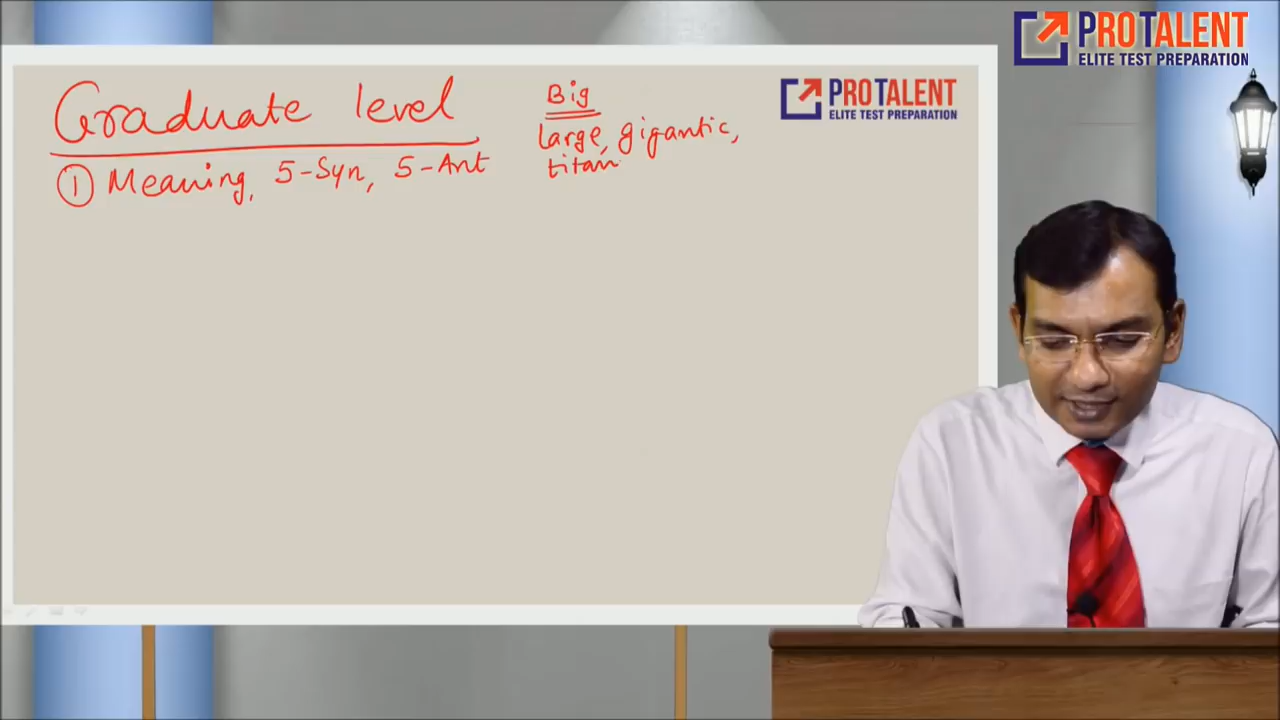 PROTALENT
ELITE TEST PREPARATION
Graduate level
① Meaning, 5-Syn, 5-Ant
Big
large, gigantic,
titan
PROTALENT
ELITE TEST PREPARATION